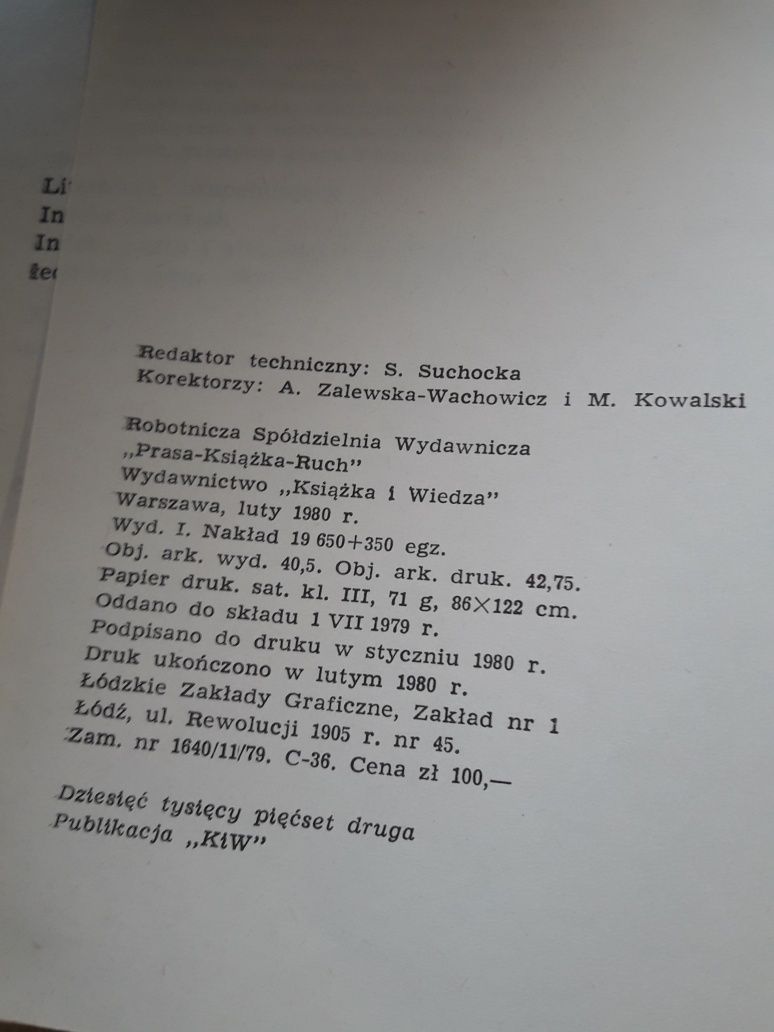 Li
In
In
Redaktor techniczny: S. Suchocka
Korektorzy: A. Zalewska-Wachowicz i M. Kowalski
Robotnicza Spółdzielnia Wydawnicza
„Prasa-Książka-Ruch”
Wydawnictwo „Książka i Wiedza”
Warszawa, luty 1980 r.
Wyd. I. Nakład 19 650+350 egz.
Obj. ark. wyd. 40,5. Obj. ark. druk. 42,75.
Papier druk. sat. kl. III, 71 g, 86×122 cm.
Oddano do składu 1 VII 1979 r.
Podpisano do druku w styczniu 1980 r.
Druk ukończono w lutym 1980 r.
Łódzkie Zakłady Graficzne, Zakład nr 1
Łódź, ul. Rewolucji 1905 r. nr 45.
Zam. nr 1640/11/79. C-36. Cena zł 100,—
Dziesięć tysięcy pięćset druga
Publikacja „KiW”